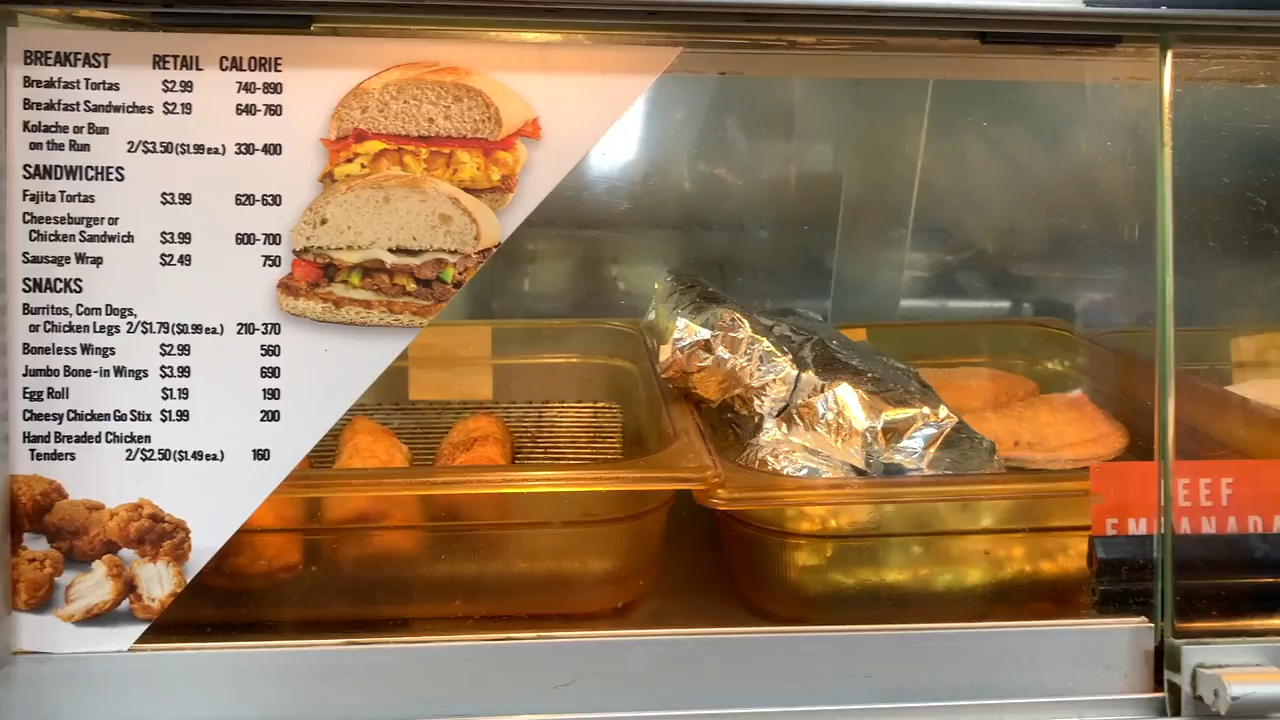 BREAKFAST RETAIL CALORIE
Breakfast Tortas $2.99 740-890
Breakfast Sandwiches $2.19 640-760
Kolache or Bun
on the Run 2/$3.50 ($1.99 ea.) 330-400
SANDWICHES
Fajita Tortas $3.99 620-630
Cheeseburger or
Chicken Sandwich $3.99 600-700
Sausage Wrap $2.49 750
SNACKS
Burritos, Corn Dogs,
or Chicken Legs 2/$1.79 ($0.99 ea.) 210-370
Boneless Wings $2.99 560
Jumbo Bone-in Wings $3.99 690
Egg Roll $1.19 190
Cheesy Chicken Go Stix $1.99 200
Hand Breaded Chicken
Tenders 2/$2.50 ($1.49 ea.) 160
BEEF
EMPANADA